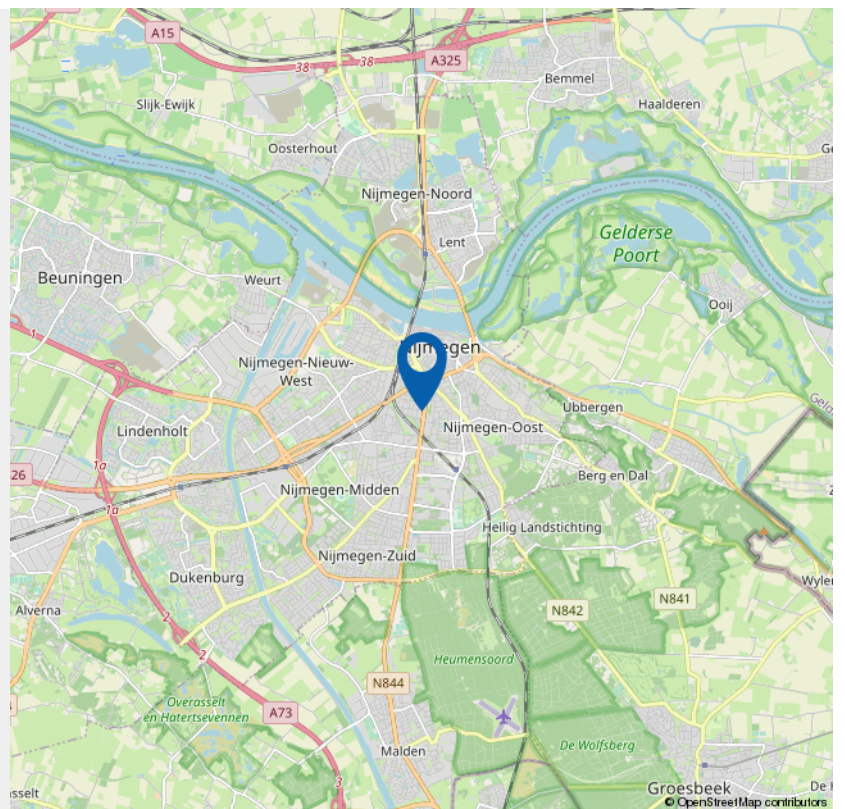 A15
38
38
A325
Bemmel
Slijk-Ewijk
Haalderen
Oosterhout
Nijmegen-Noord
Lent
Gelderse
Poort
Beuningen
Weurt
Ooij
1
Nijmegen-Nieuw-
West
Ubbergen
Lindenholt
Nijmegen-Oost
1a
26
Berg en Dal
Nijmegen-Midden
1a
Heilig Landstichting
Nijmegen-Zuid
Dukenburg
Alverna
N842
N841
2
2
Heumensoord
N844
Overasselt
en Hatertsevennen
A73
De Wolfsberg
Malden
3
Groesbeek
© OpenStreetMap contributors